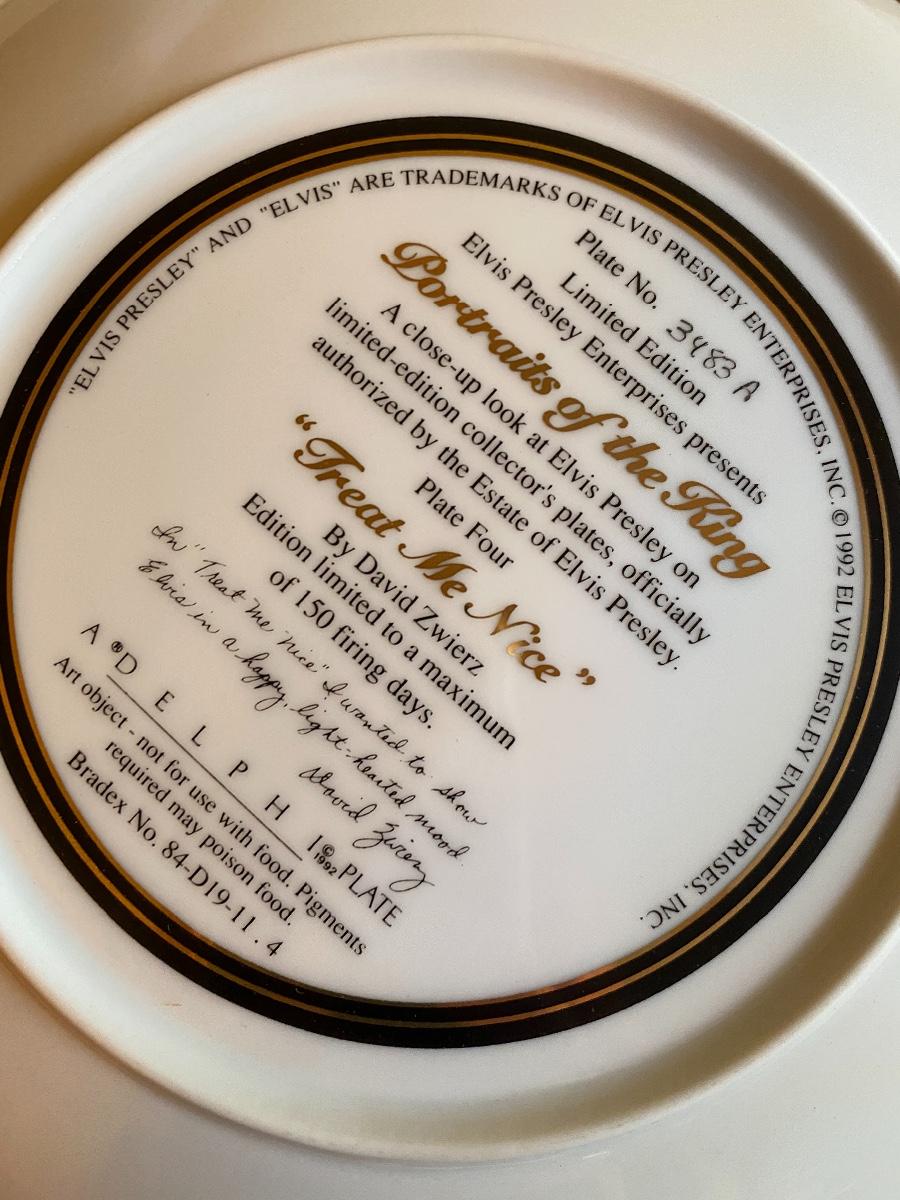 "ELVIS PRESLEY" AND "ELVIS" ARE TRADEMARKS OF ELVIS PRESLEY ENTERPRISES, INC. © 1992 ELVIS PRESLEY ENTERPRISES, INC.
Plate No. 3483 A
Limited Edition
Elvis Presley Enterprises presents
Portraits of the King
A close-up look at Elvis Presley on
limited-edition collector's plates, officially
authorized by the Estate of Elvis Presley.
Plate Four
“Treat Me Nice”
By David Zwierz
Edition limited to a maximum
of 150 firing days.
In "Treat Me Nice" I wanted to show
Elvis in a happy, light-hearted mood.
David Zwierz
A ®DELPHI ©1992 PLATE
Art object - not for use with food. Pigments
required may poison food.
Bradex No. 84-D19-11.4